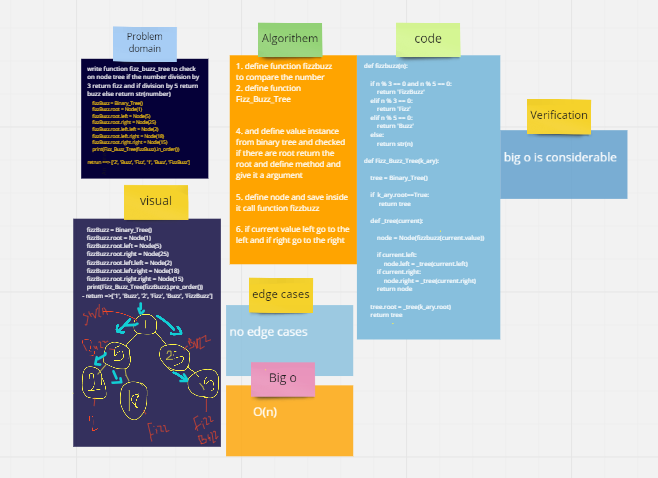 Problem
domain
write function fizz_buzz_tree to check
on node tree if the number division by
3 return fizz and if division by 5 return
buzz else return str(number)
fizzBuzz = Binary_Tree()
fizzBuzz.root = Node(1)
fizzBuzz.root.left = Node(5)
fizzBuzz.root.right = Node(25)
fizzBuzz.root.left.left = Node(2)
fizzBuzz.root.left.right = Node(18)
fizzBuzz.root.right.right = Node(15)
print(Fizz_Buzz_Tree(fizzBuzz).in_order())
return =>['2', 'Buzz', 'Fizz', '1', 'Buzz', 'FizzBuzz']
visual
fizzBuzz = Binary_Tree()
fizzBuzz.root = Node(1)
fizzBuzz.root.left = Node(5)
fizzBuzz.root.right = Node(25)
fizzBuzz.root.left.left = Node(2)
fizzBuzz.root.left.right = Node(18)
fizzBuzz.root.right.right = Node(15)
print(Fizz_Buzz_Tree(fizzBuzz).pre_order())
- return =>['1', 'Buzz', '2', 'Fizz', 'Buzz', 'FizzBuzz']
1
5
25
2
18
15
2
Fizz
Fizz
Buzz
Algorithem
1. define function fizzbuzz
to compare the number
2. define function
Fizz_Buzz_Tree
4. and define value instance
from binary tree and checked
if there are root return the
root and define method and
give it a argument
5. define node and save inside
it call function fizzbuzz
6. if current value left go to the
left and if right go to the right
edge cases
no edge cases
Big o
O(n)
code
def fizzbuzz(n):
if n % 3 == 0 and n % 5 == 0:
return 'FizzBuzz'
elif n % 3 == 0:
return 'Fizz'
elif n % 5 == 0:
return 'Buzz'
else:
return str(n)
def Fizz_Buzz_Tree(k_ary):
tree = Binary_Tree()
if k_ary.root==True:
return tree
def _tree(current):
node = Node(fizzBuzz(current.value))
if current.left:
node.left = _tree(current.left)
if current.right:
node.right = _tree(current.right)
return node
tree.root = _tree(k_ary.root)
return tree
Verification
big o is considerable